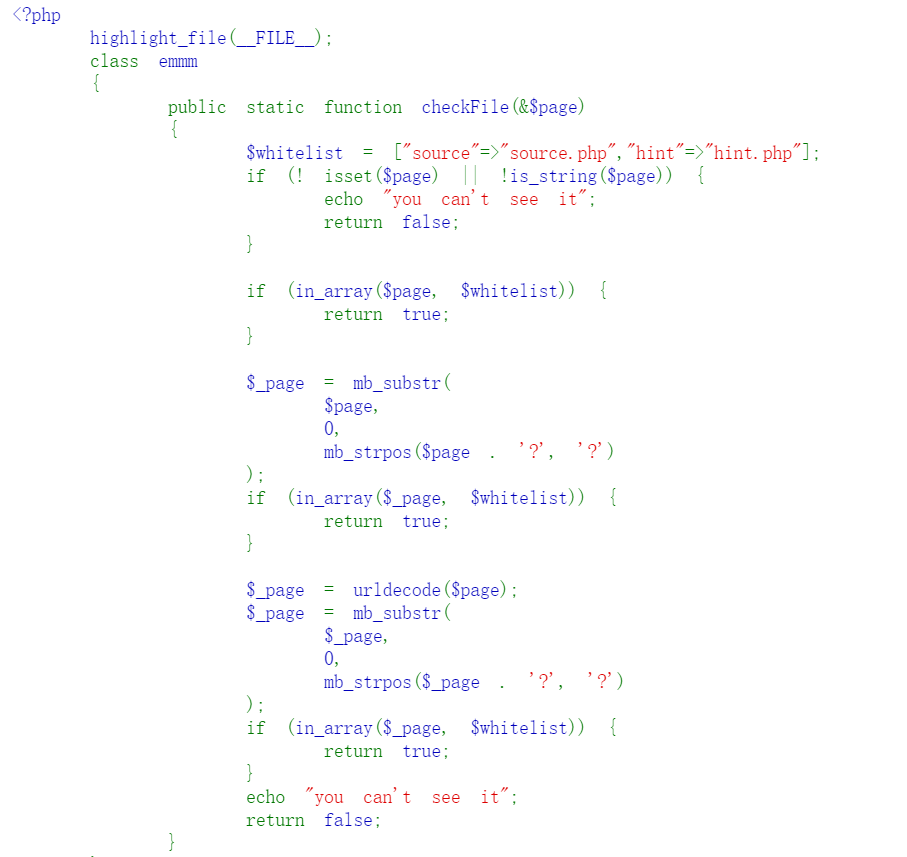 <?php
highlight_file(__FILE__);
class emmm
{
public static function checkFile(&$page)
{
$whitelist = ["source"=>"source.php","hint"=>"hint.php"];
if (! isset($page) || !is_string($page)) {
echo "you can't see it";
return false;
}
if (in_array($page, $whitelist)) {
return true;
}
$_page = mb_substr(
$page,
0,
mb_strpos($page . '?', '?')
);
if (in_array($_page, $whitelist)) {
return true;
}
$_page = urldecode($page);
$_page = mb_substr(
$_page,
0,
mb_strpos($_page . '?', '?')
);
if (in_array($_page, $whitelist)) {
return true;
}
echo "you can't see it";
return false;
}